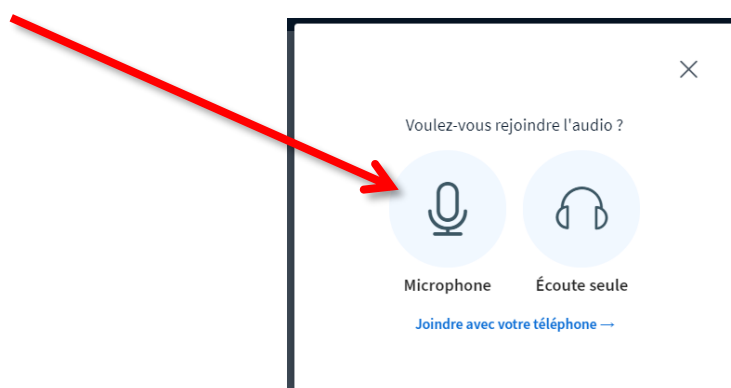 Voulez-vous rejoindre l'audio ?
Microphone Écoute seule
Joindre avec votre téléphone →